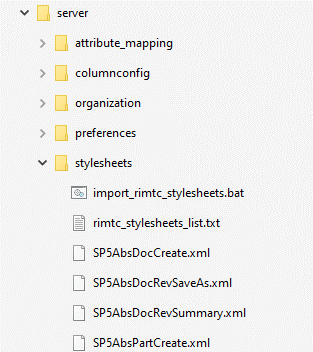 server
attribute_mapping
columnconfig
organization
preferences
stylesheets
import_rimtc_stylesheets.bat
rimtc_stylesheets_list.txt
SP5AbsDocCreate.xml
SP5AbsDocRevSaveAs.xml
SP5AbsDocRevSummary.xml
SP5AbsPartCreate.xml